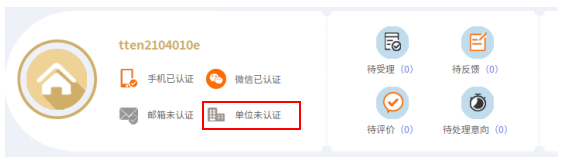 tten2104010e
手机已认证 微信已认证
邮箱未认证 单位未认证
待受理（0） 待反馈（0）
待评价（0） 待处理意向（0）